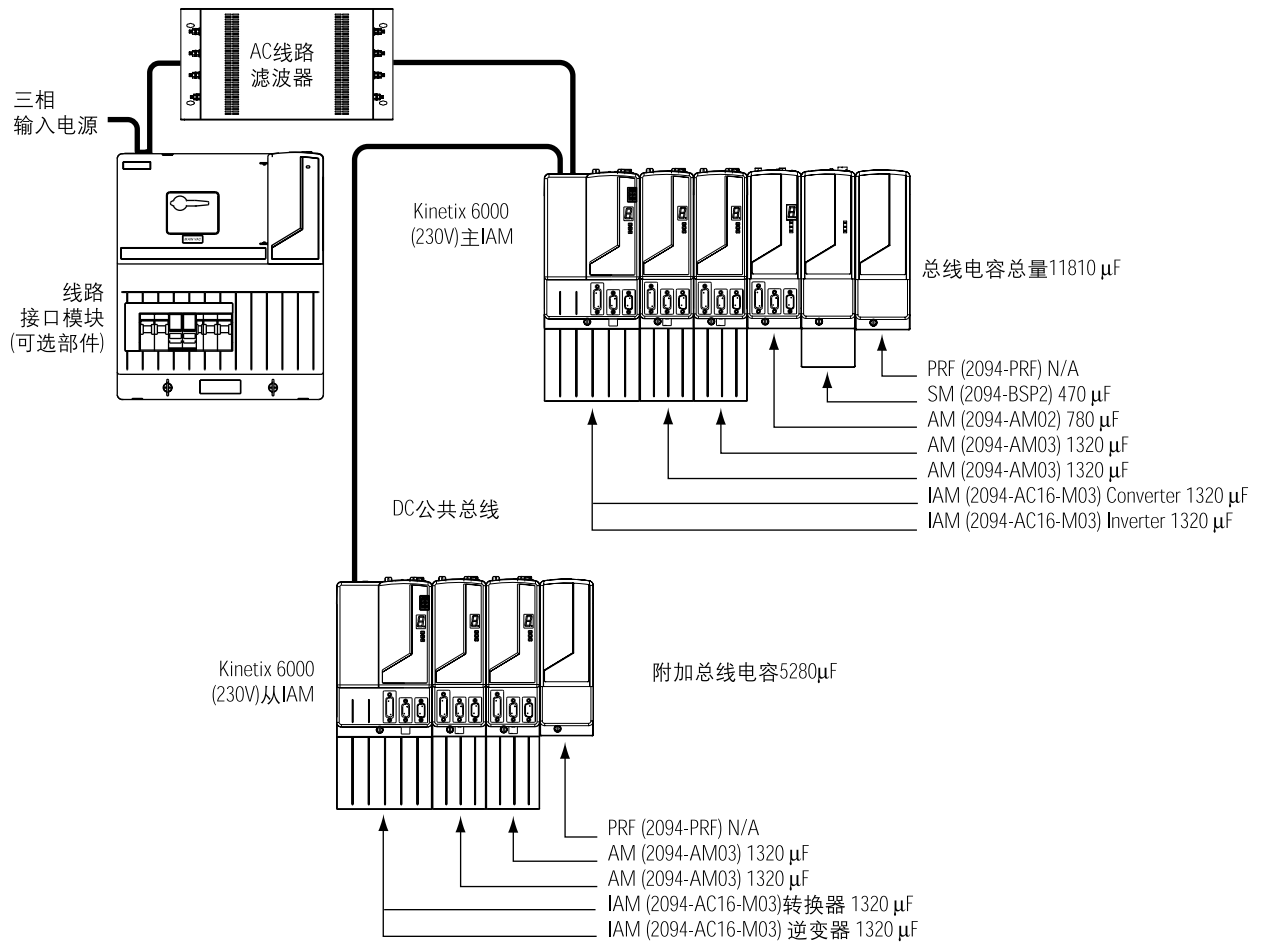 AC线路
滤波器
三相
输入电源
Kinetix 6000
(230V)主IAM
总线电容总量11810 μF
线路
接口模块
(可选部件)
PRF (2094-PRF) N/A
SM (2094-BSP2) 470 μF
AM (2094-AM02) 780 μF
AM (2094-AM03) 1320 μF
AM (2094-AM03) 1320 μF
IAM (2094-AC16-M03) Converter 1320 μF
IAM (2094-AC16-M03) Inverter 1320 μF
DC公共总线
Kinetix 6000
(230V)从IAM
附加总线电容5280μF
PRF (2094-PRF) N/A
AM (2094-AM03) 1320 μF
AM (2094-AM03) 1320 μF
IAM (2094-AC16-M03)转换器 1320 μF
IAM (2094-AC16-M03) 逆变器 1320 μF